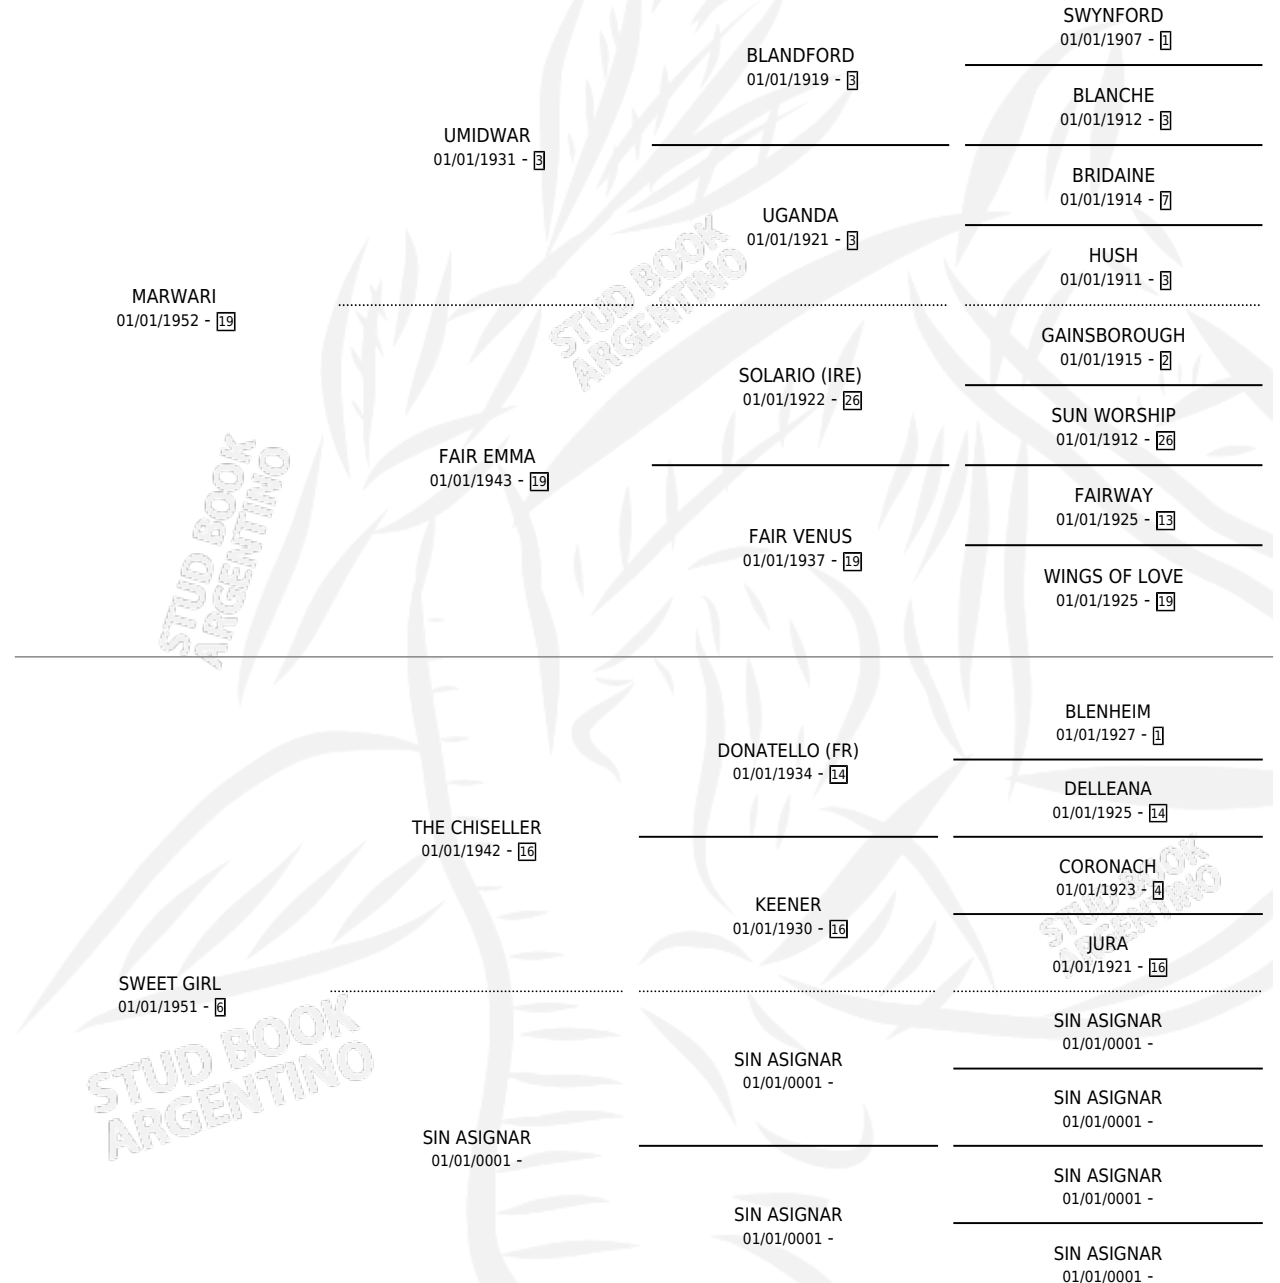 SWYNFORD
01/01/1907 - 1
BLANDFORD
01/01/1919 - 3
BLANCHE
01/01/1912 - 3
UMIDWAR
01/01/1931 - 3
BRIDAINE
01/01/1914 - 7
UGANDA
01/01/1921 - 3
HUSH
01/01/1911 - 3
MARWARI
01/01/1952 - 19
GAINSBOROUGH
01/01/1915 - 2
SOLARIO (IRE)
01/01/1922 - 26
SUN WORSHIP
01/01/1912 - 26
FAIR EMMA
01/01/1943 - 19
FAIRWAY
01/01/1925 - 13
FAIR VENUS
01/01/1937 - 19
WINGS OF LOVE
01/01/1925 - 19
BLENHEIM
01/01/1927 - 1
DONATELLO (FR)
01/01/1934 - 14
DELLEANA
01/01/1925 - 14
THE CHISELLER
01/01/1942 - 16
CORONACH
01/01/1923 - 4
KEENER
01/01/1930 - 16
JURA
01/01/1921 - 16
SWEET GIRL
01/01/1951 - 6
SIN ASIGNAR
01/01/0001 -
SIN ASIGNAR
01/01/0001 -
SIN ASIGNAR
01/01/0001 -
SIN ASIGNAR
01/01/0001 -
SIN ASIGNAR
01/01/0001 -
SIN ASIGNAR
01/01/0001 -
SIN ASIGNAR
01/01/0001 -
STUD BOOK
ARGENTINO
STUD BOOK
ARGENTINO
STUD BOOK
ARGENTINO
STUD BOOK
ARGENTINO